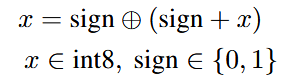 x = sign ⊕ (sign + x)
x ∈ int8, sign ∈ {0, 1}